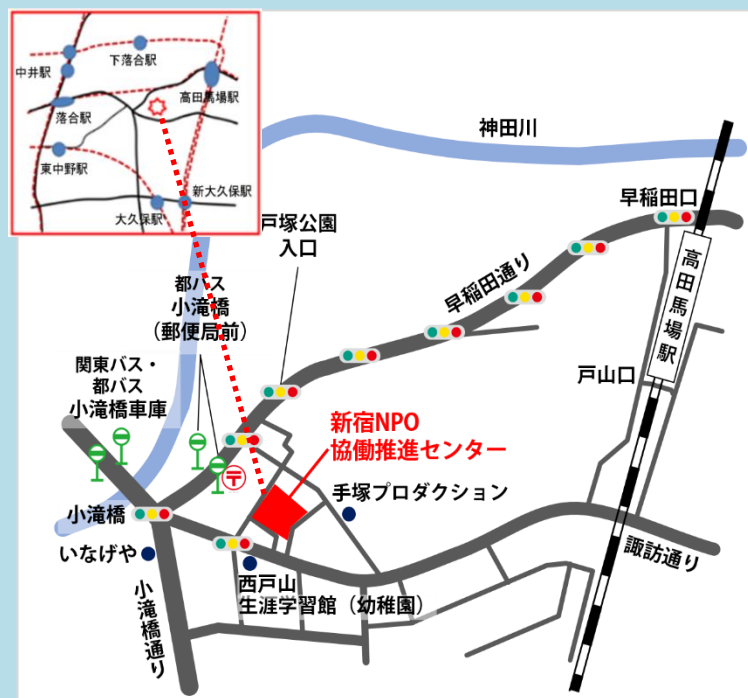 下落合駅
中井駅
高田馬場駅
落合駅
東中野駅
新大久保駅
大久保駅
神田川
早稲田口
戸塚公園
入口
早稲田通り
高田馬場駅
都バス
小滝橋
（郵便局前）
戸山口
関東バス・
都バス
小滝橋車庫
新宿NPO
協働推進センター
手塚プロダクション
小滝橋
いなげや
諏訪通り
西戸山
生涯学習館（幼稚園）
小滝橋通り